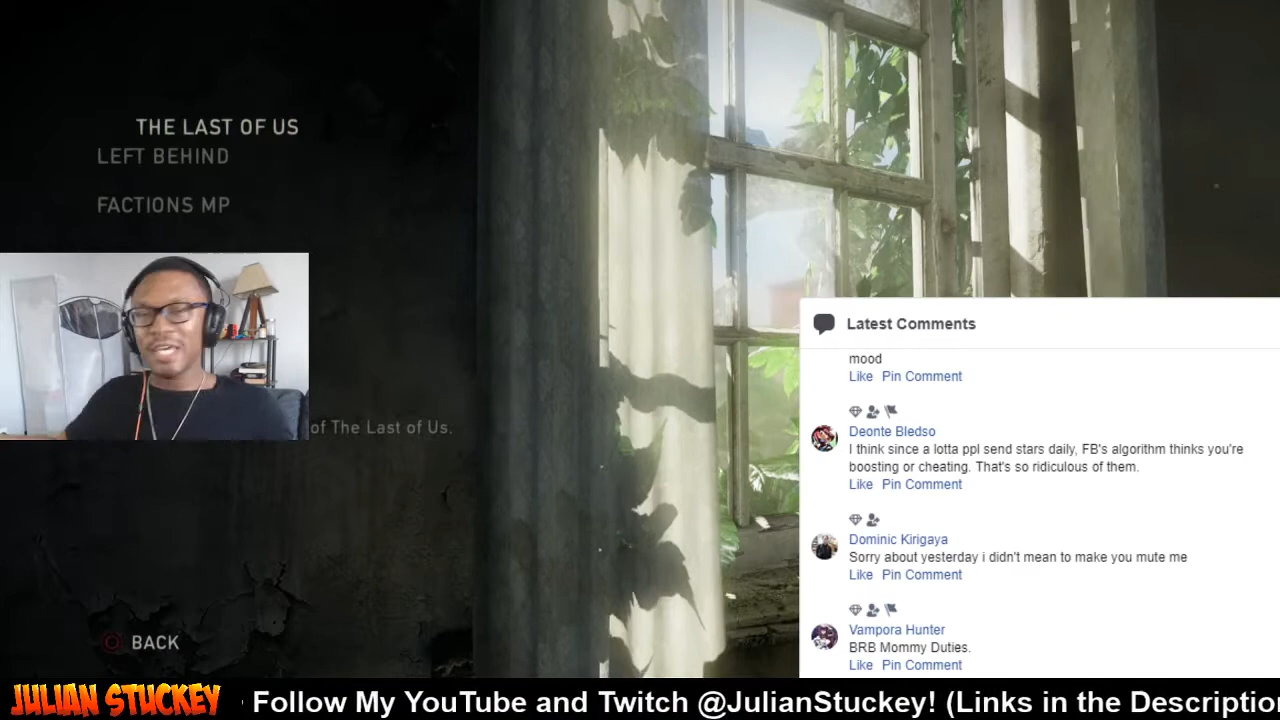 THE LAST OF US
LEFT BEHIND
FACTIONS MP
of The Last of Us.
BACK
Latest Comments
mood
Like Pin Comment
Deonte Bledso
I think since a lotta ppl send stars daily, FB's algorithm thinks you're
boosting or cheating. That's so ridiculous of them.
Like Pin Comment
Dominic Kirigaya
Sorry about yesterday i didn't mean to make you mute me
Like Pin Comment
Vampora Hunter
BRB Mommy Duties.
Like Pin Comment
JULIAN STUCKEY Follow My YouTube and Twitch @JulianStuckey! (Links in the Description